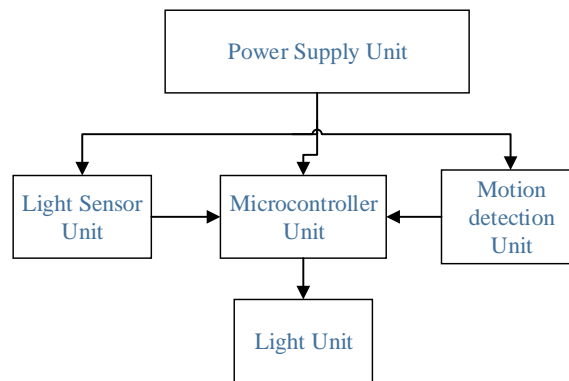 Power Supply Unit
Light Sensor
Unit
Microcontroller
Unit
Motion
detection
Unit
Light Unit